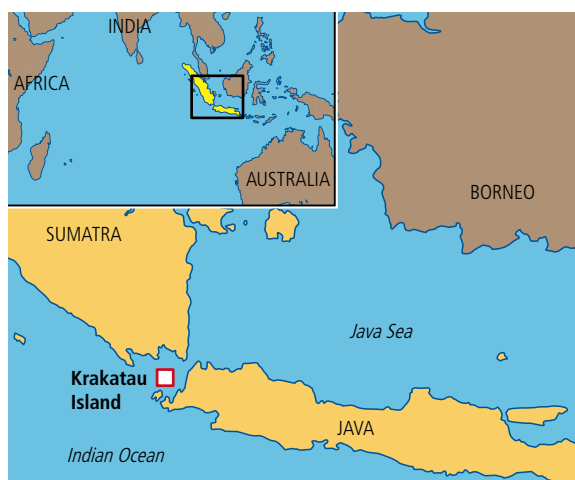 INDIA
AFRICA
AUSTRALIA
BORNEO
SUMATRA
Java Sea
Krakatau
Island
JAVA
Indian Ocean